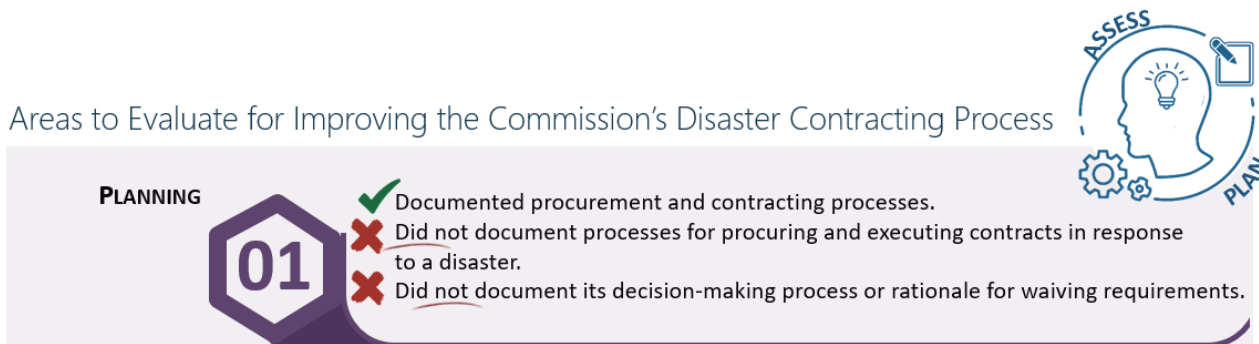 ASSESS
Areas to Evaluate for Improving the Commission's Disaster Contracting Process
PLAN
PLANNING
01
Documented procurement and contracting processes.
Did not document processes for procuring and executing contracts in response
to a disaster.
Did not document its decision-making process or rationale for waiving requirements.